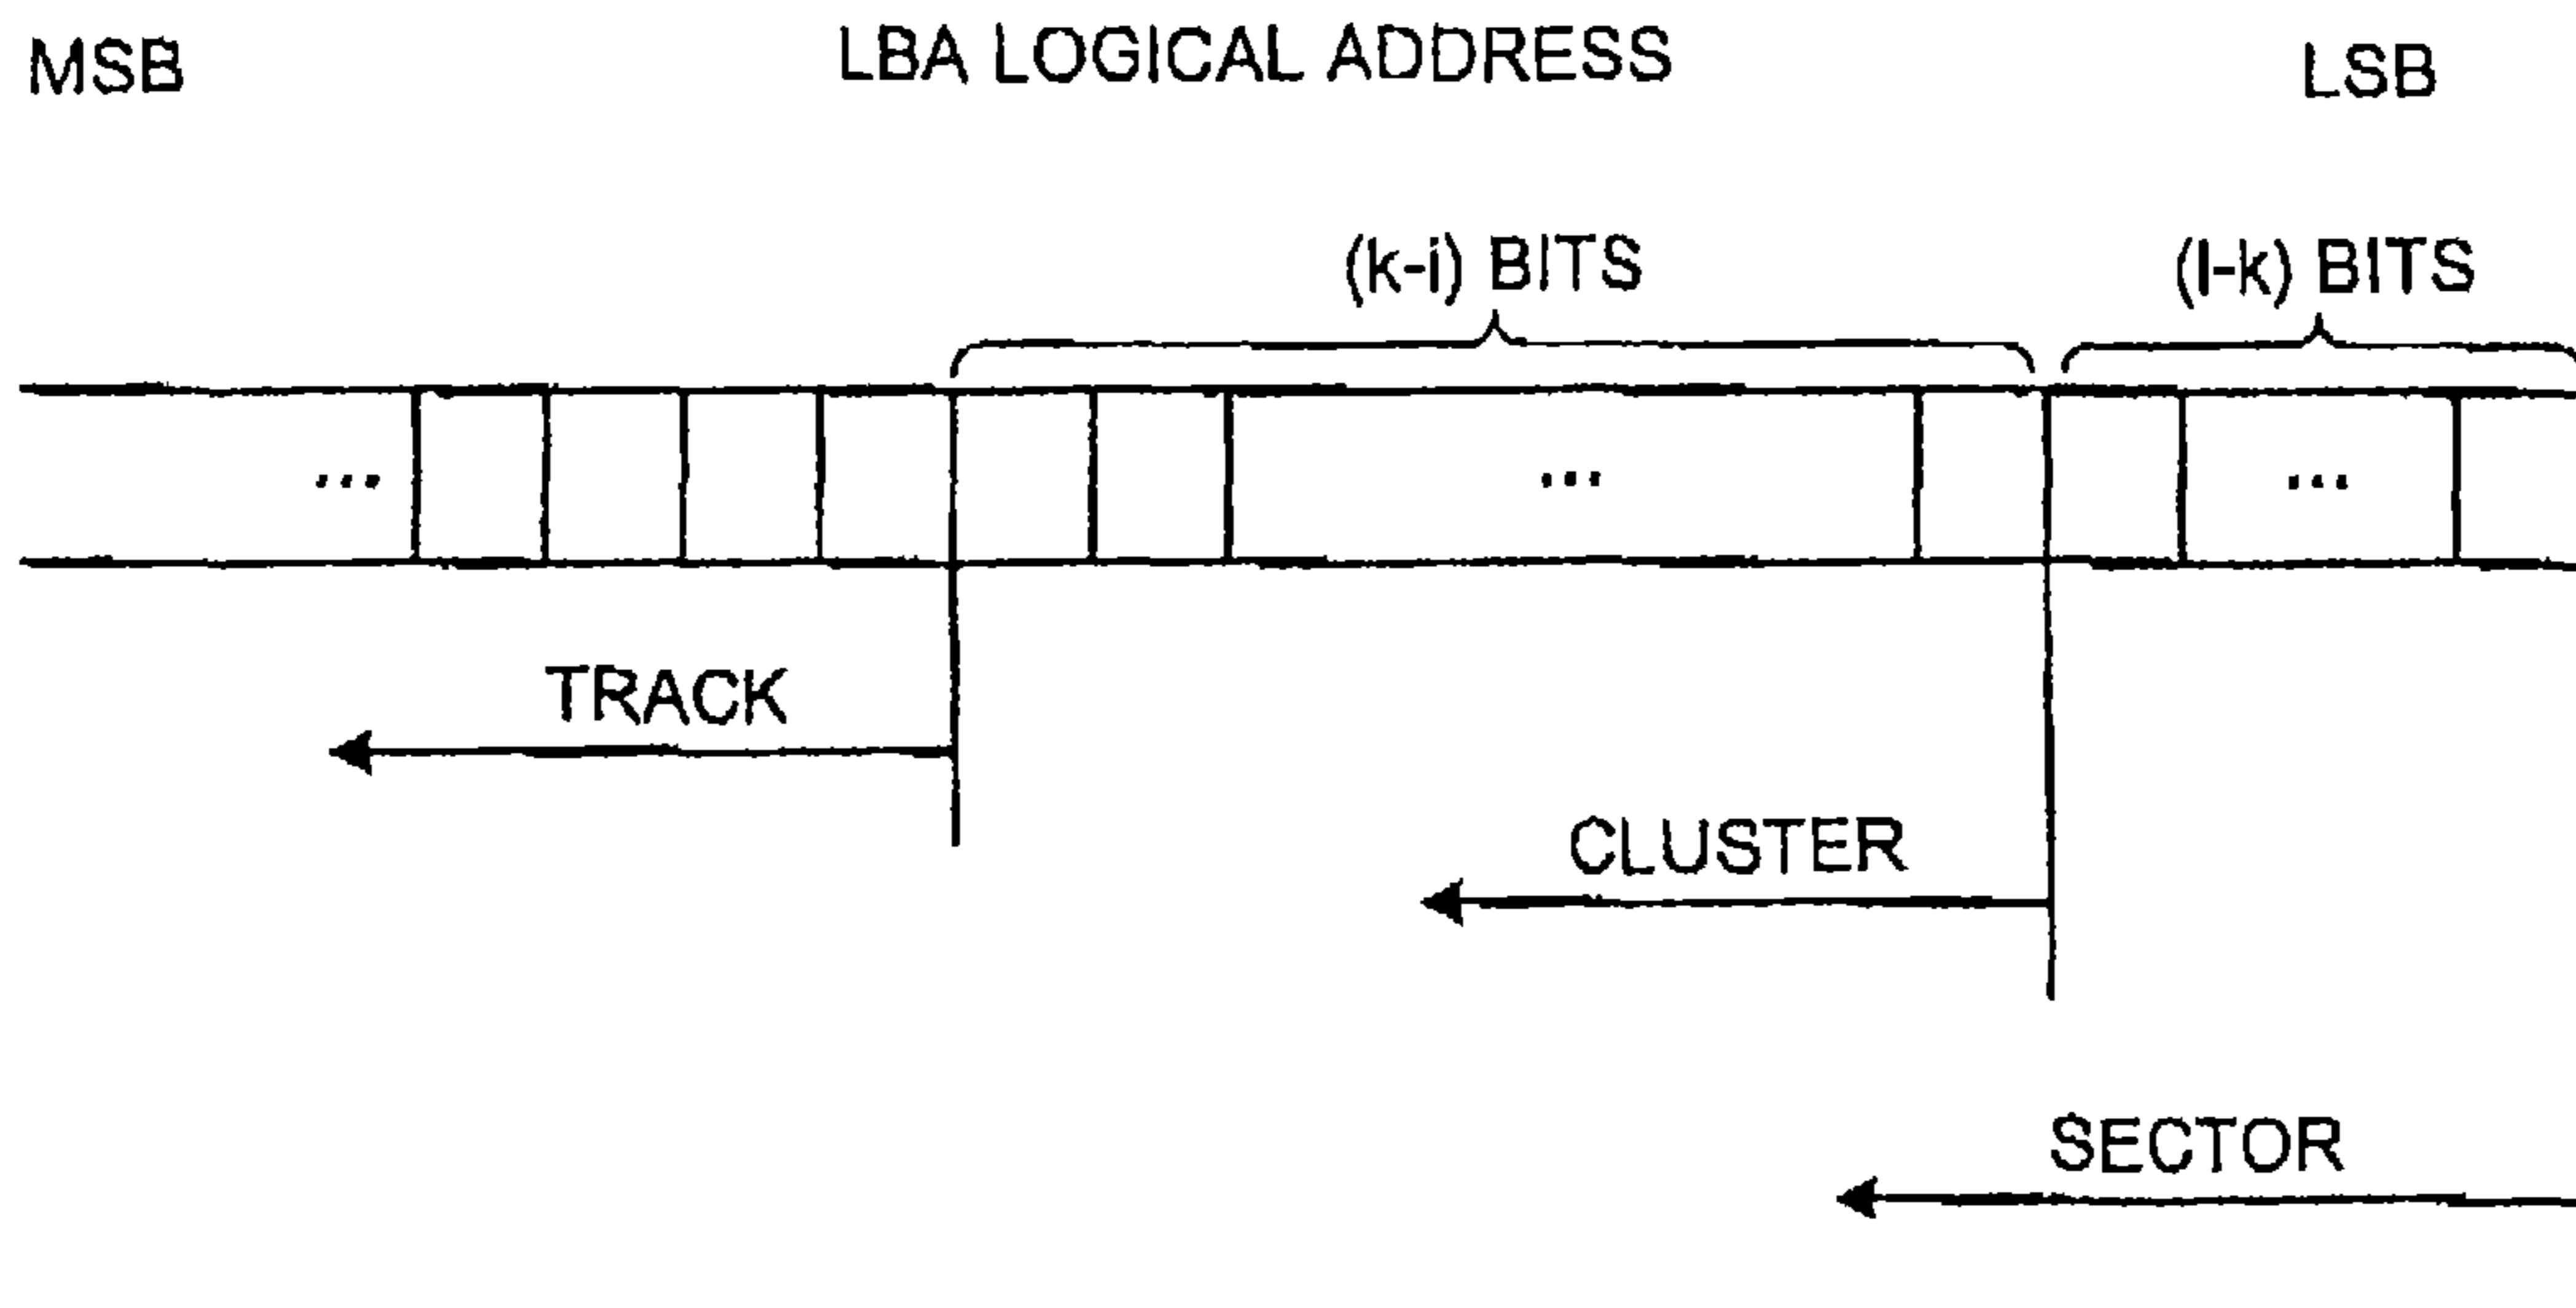 MSB LBA LOGICAL ADDRESS LSB
(k-i) BITS (l-k) BITS
... ... ...
TRACK
CLUSTER
SECTOR